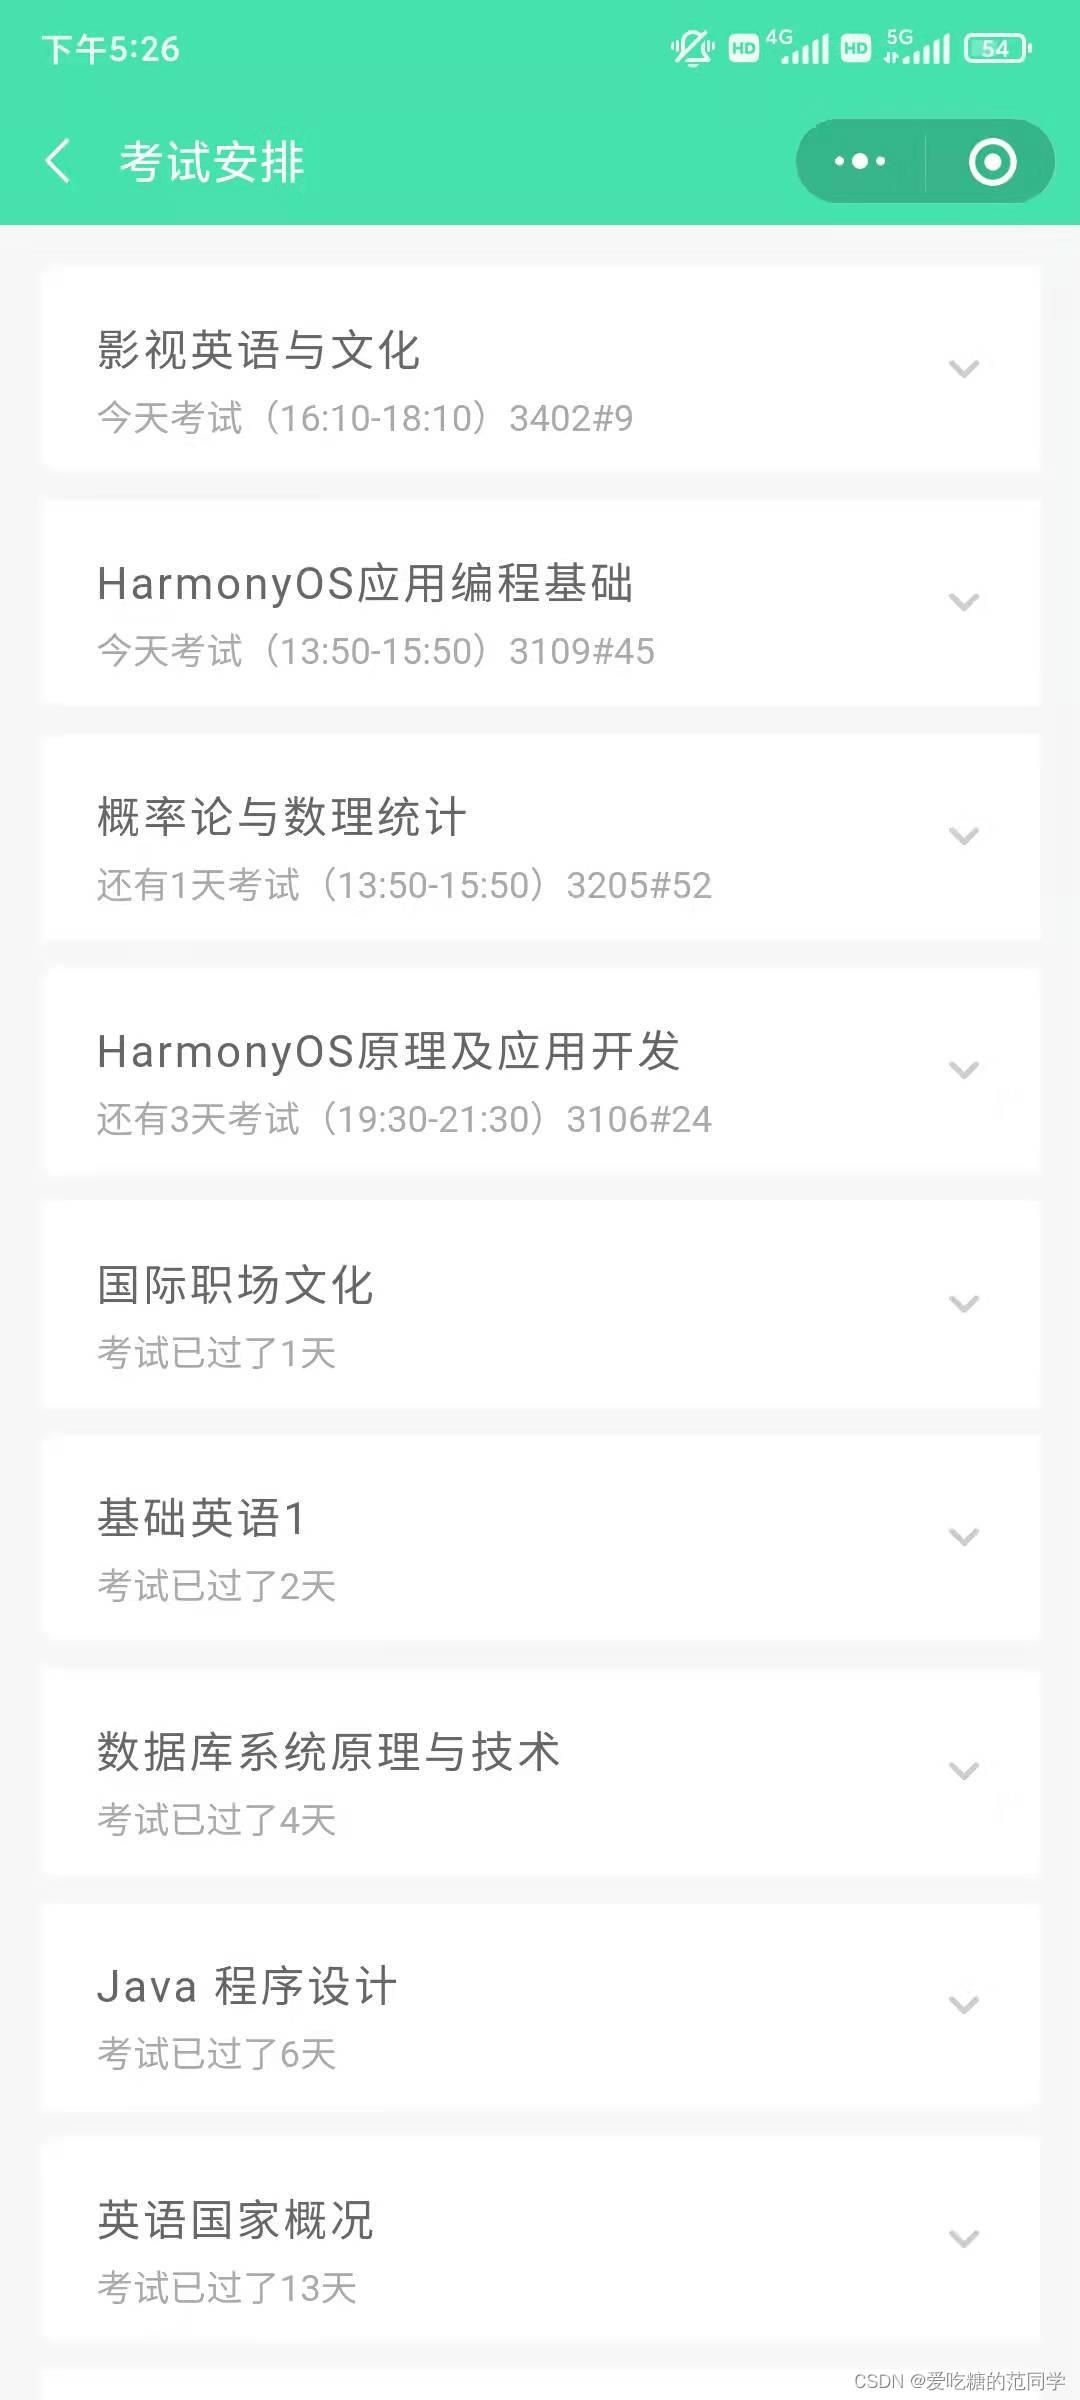 下午5:26
HD 4G HD 5G 54
考试安排
影视英语与文化
今天考试（16:10-18:10）3402#9
HarmonyOS应用编程基础
今天考试（13:50-15:50）3109#45
概率论与数理统计
还有1天考试（13:50-15:50）3205#52
HarmonyOS原理及应用开发
还有3天考试（19:30-21:30）3106#24
国际职场文化
考试已过了1天
基础英语1
考试已过了2天
数据库系统原理与技术
考试已过了4天
Java 程序设计
考试已过了6天
英语国家概况
考试已过了13天
CSDN @爱吃糖的范同学